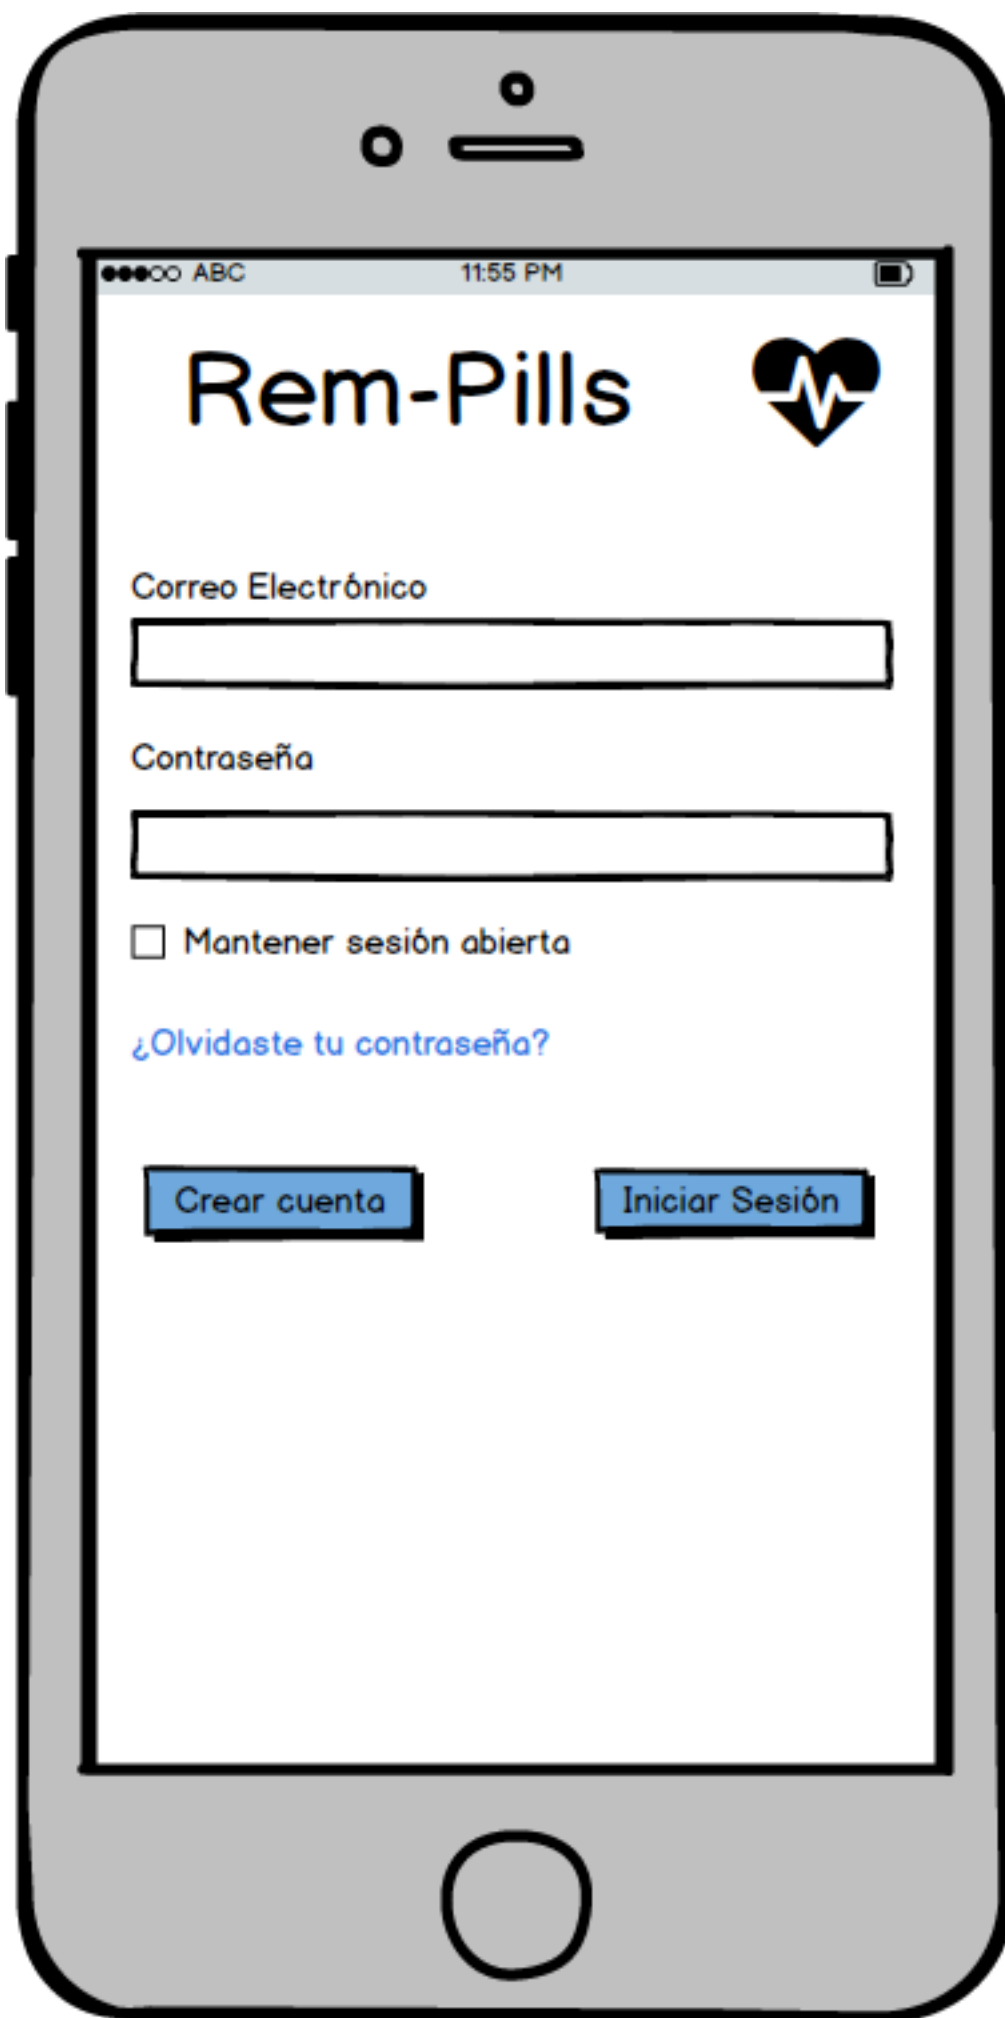 ABC 11:55 PM
Rem-Pills
Correo Electrónico
Contraseña
Mantener sesión abierta
¿Olvidaste tu contraseña?
Crear cuenta Iniciar Sesión